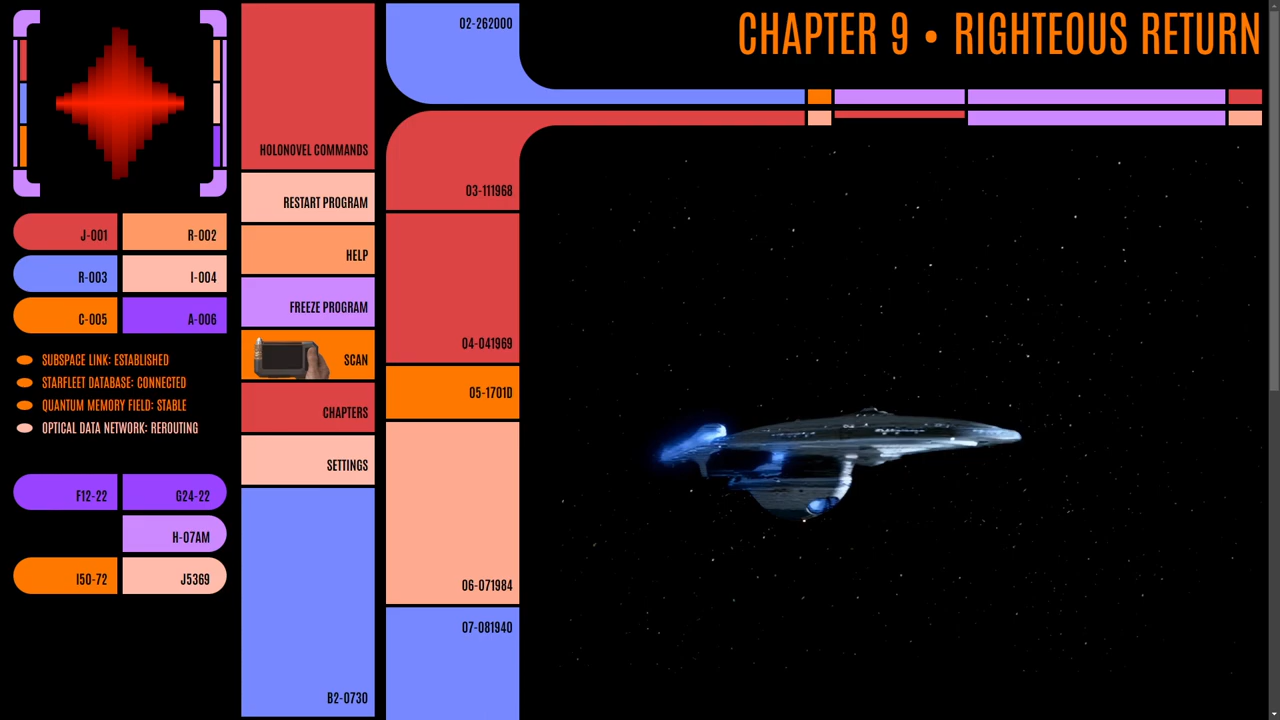 CHAPTER 9 • RIGHTEOUS RETURN
J-001
R-002
R-003
I-004
C-005
A-006
SUBSPACE LINK: ESTABLISHED
STARFLEET DATABASE: CONNECTED
QUANTUM MEMORY FIELD: STABLE
OPTICAL DATA NETWORK: REROUTING
F12-22
G24-22
H-07AM
I50-72
J5369
HOLONOVEL COMMANDS
RESTART PROGRAM
HELP
FREEZE PROGRAM
SCAN
CHAPTERS
SETTINGS
B2-0730
02-262000
03-111968
04-041969
05-1701D
06-071984
07-081940